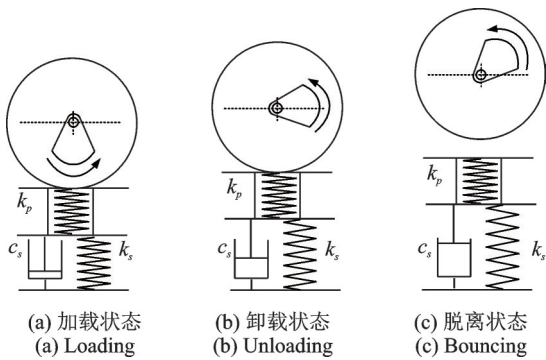 k_p k_p k_p
c_s k_s c_s k_s c_s k_s
(a) 加载状态 (b) 卸载状态 (c) 脱离状态
(a) Loading (b) Unloading (c) Bouncing